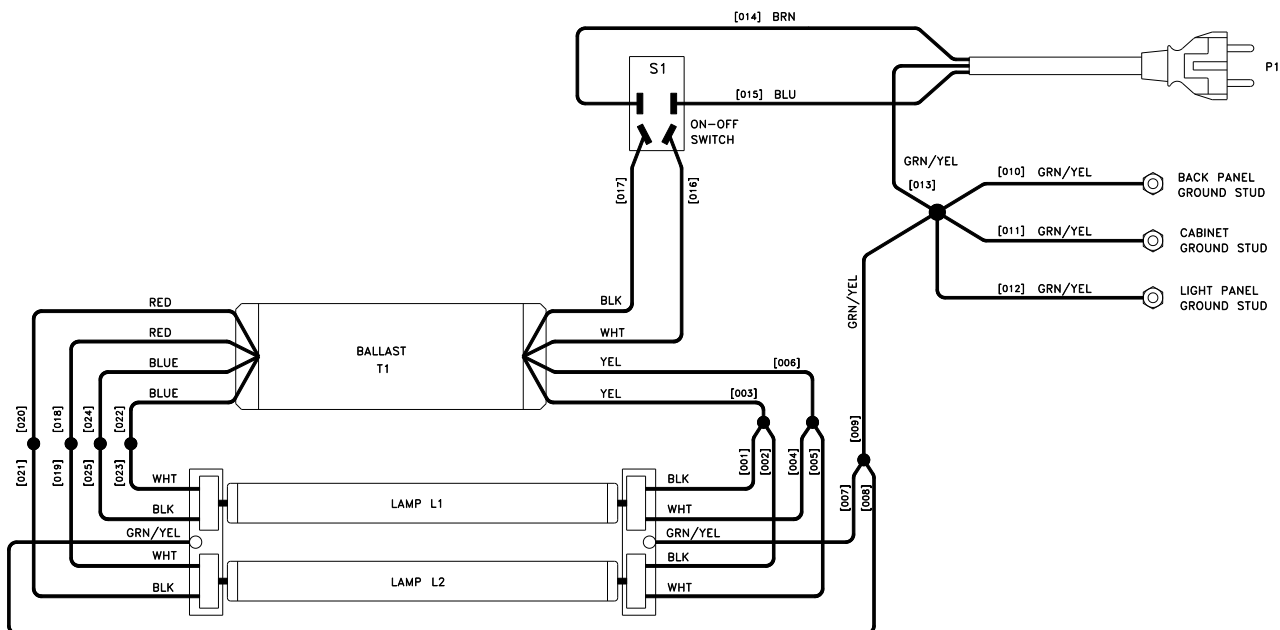 [014] BRN
S1
P1
[015] BLU
ON-OFF
SWITCH
GRN/YEL
[013]
[010] GRN/YEL
BACK PANEL
GROUND STUD
[017]
[016]
[011] GRN/YEL
CABINET
GROUND STUD
[012] GRN/YEL
LIGHT PANEL
GROUND STUD
GRN/YEL
RED
BLK
RED
WHT
BALLAST
T1
BLUE
YEL
[006]
BLUE
YEL
[003]
[020]
[018]
[024]
[022]
[009]
[021]
[019]
[025]
[023]
[001]
[002]
[004]
[005]
WHT
BLK
LAMP L1
[007]
[008]
BLK
WHT
GRN/YEL
GRN/YEL
WHT
BLK
LAMP L2
BLK
WHT